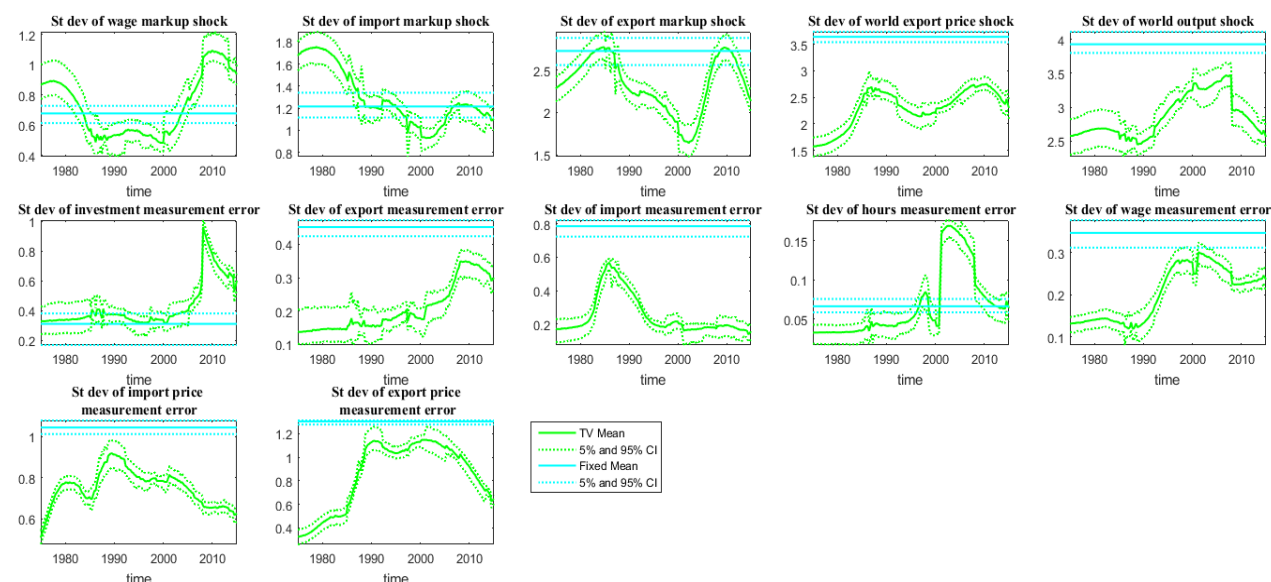 St dev of wage markup shock
1.2
1
0.8
0.6
0.4
1980 1990 2000 2010
time
St dev of import markup shock
1.8
1.6
1.4
1.2
1
0.8
1980 1990 2000 2010
time
St dev of export markup shock
2.5
2
1.5
1980 1990 2000 2010
time
St dev of world export price shock
3.5
3
2.5
2
1.5
1980 1990 2000 2010
time
St dev of world output shock
4
3.5
3
2.5
1980 1990 2000 2010
time
St dev of investment measurement error
1
0.8
0.6
0.4
0.2
1980 1990 2000 2010
time
St dev of export measurement error
0.4
0.3
0.2
0.1
1980 1990 2000 2010
time
St dev of import measurement error
0.8
0.6
0.4
0.2
1980 1990 2000 2010
time
St dev of hours measurement error
0.15
0.1
0.05
1980 1990 2000 2010
time
St dev of wage measurement error
0.3
0.2
0.1
1980 1990 2000 2010
time
St dev of import price
measurement error
1
0.8
0.6
1980 1990 2000 2010
time
St dev of export price
measurement error
1.2
1
0.8
0.6
0.4
1980 1990 2000 2010
time
TV Mean
5% and 95% CI
Fixed Mean
5% and 95% CI